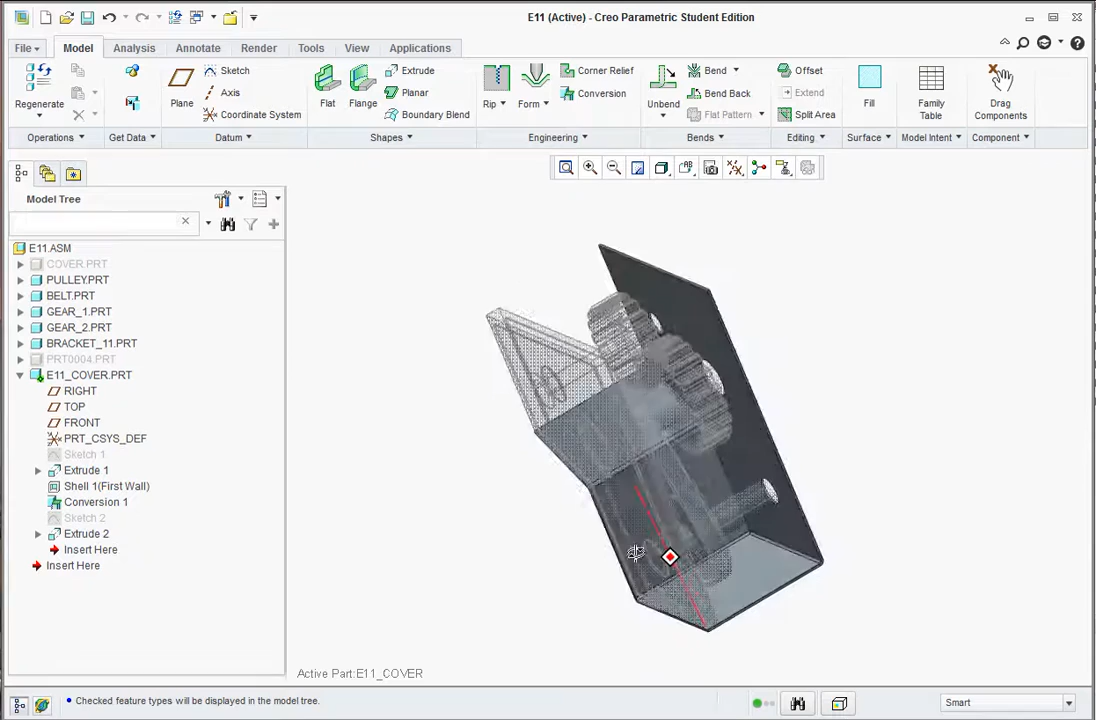 E11 (Active) - Creo Parametric Student Edition
File
Model
Analysis
Annotate
Render
Tools
View
Applications
Regenerate
Plane
Sketch
Axis
Coordinate System
Flat
Flange
Extrude
Planar
Boundary Blend
Rip
Form
Corner Relief
Conversion
Unbend
Bend
Bend Back
Flat Pattern
Offset
Extend
Split Area
Fill
Family
Table
Drag
Components
Operations
Get Data
Datum
Shapes
Engineering
Bends
Editing
Surface
Model Intent
Component
Model Tree
E11.ASM
COVER.PRT
PULLEY.PRT
BELT.PRT
GEAR_1.PRT
GEAR_2.PRT
BRACKET_11.PRT
PRT0004.PRT
E11_COVER.PRT
RIGHT
TOP
FRONT
PRT_CSYS_DEF
Sketch 1
Extrude 1
Shell 1(First Wall)
Conversion 1
Sketch 2
Extrude 2
Insert Here
Insert Here
Active Part:E11_COVER
• Checked feature types will be displayed in the model tree.
Smart